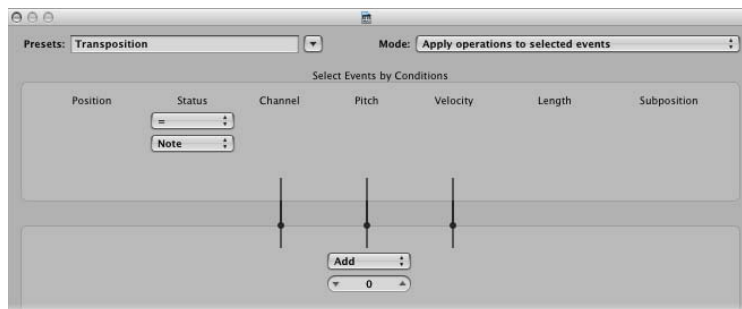 Presets: Transposition Mode: Apply operations to selected events
Select Events by Conditions
Position Status Channel Pitch Velocity Length Subposition
=
Note
Add
0